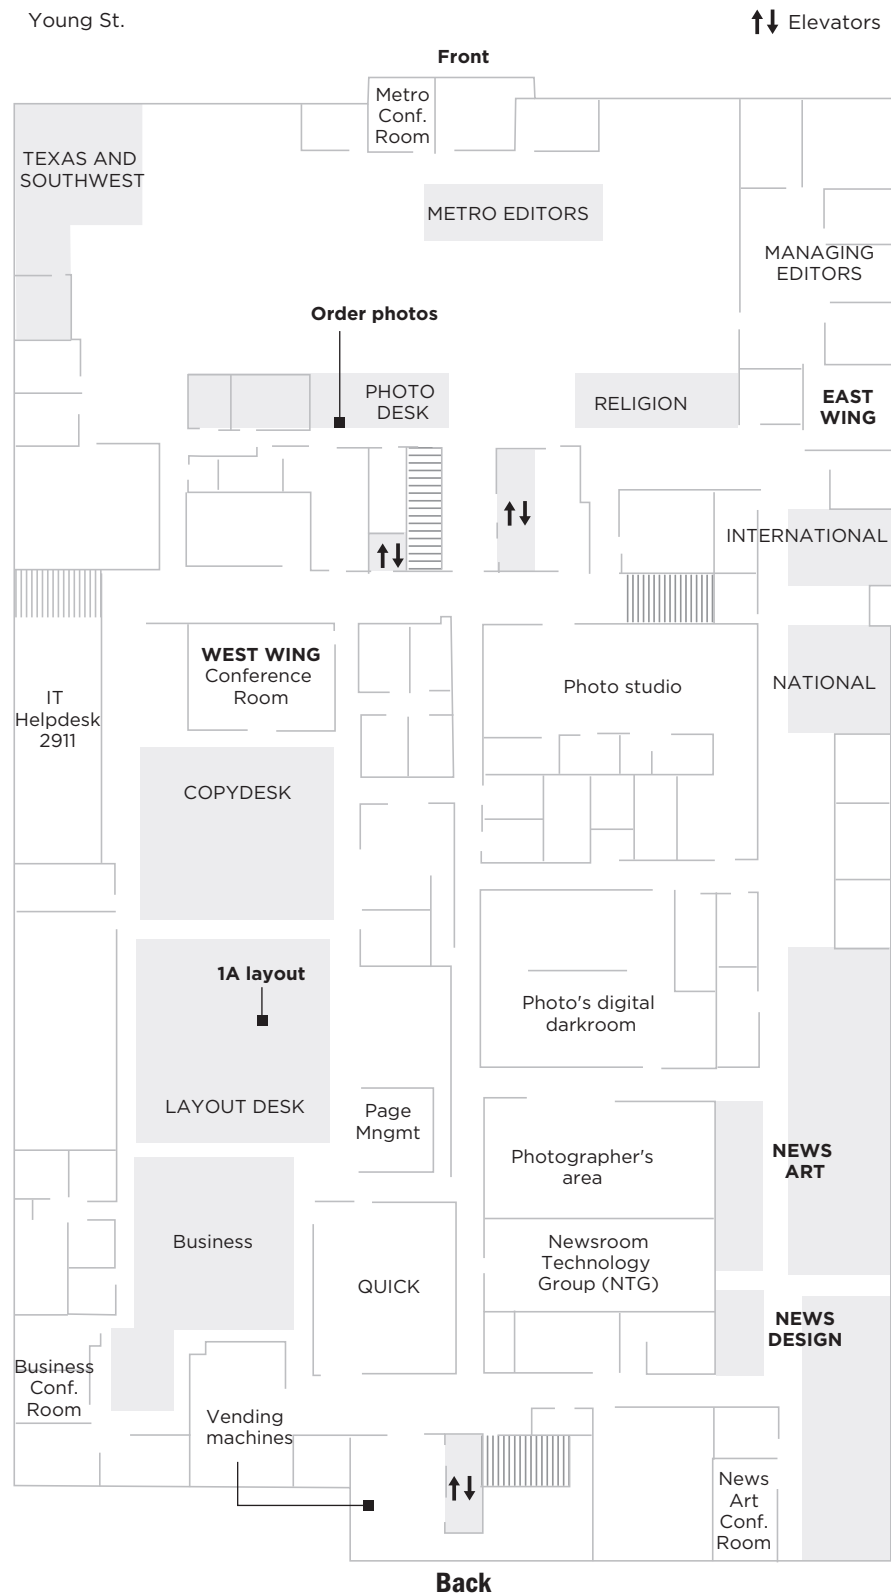 Young St.
Elevators
Front
Metro
Conf.
Room
TEXAS AND
SOUTHWEST
METRO EDITORS
MANAGING
EDITORS
Order photos
PHOTO
DESK
RELIGION
EAST
WING
INTERNATIONAL
WEST WING
Conference
Room
Photo studio
NATIONAL
IT
Helpdesk
2911
COPYDESK
1A layout
Photo's digital
darkroom
LAYOUT DESK
Page
Mngmt
Photographer's
area
NEWS
ART
Business
Newsroom
Technology
Group (NTG)
QUICK
NEWS
DESIGN
Business
Conf.
Room
Vending
machines
News
Art
Conf.
Room
Back